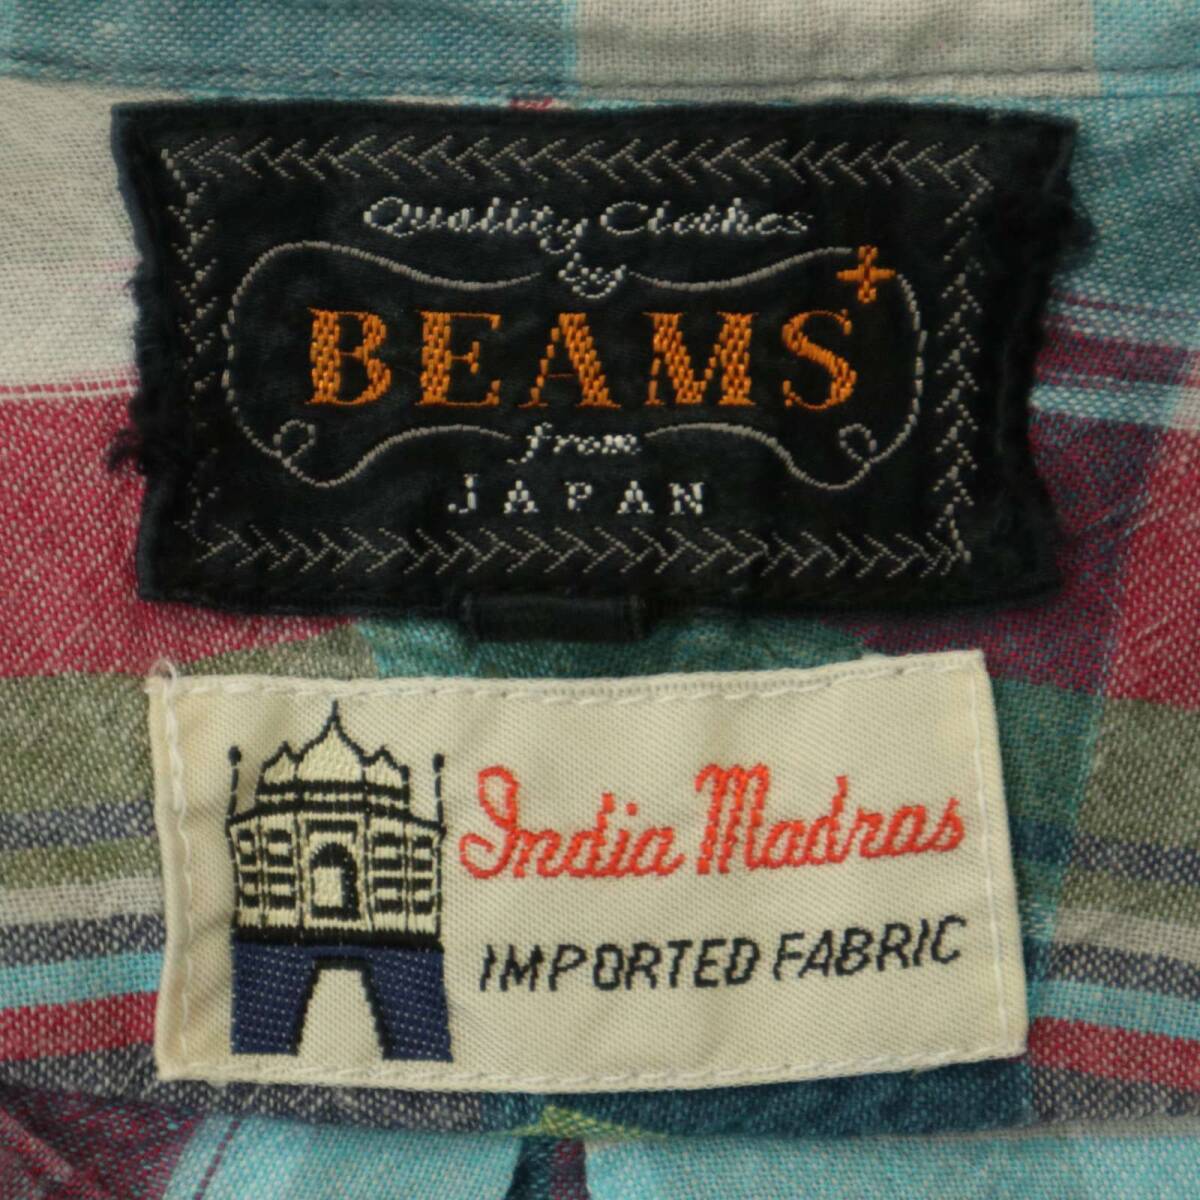 Quality Clothes
by
BEAMS+
from
JAPAN
India Madras
IMPORTED FABRIC